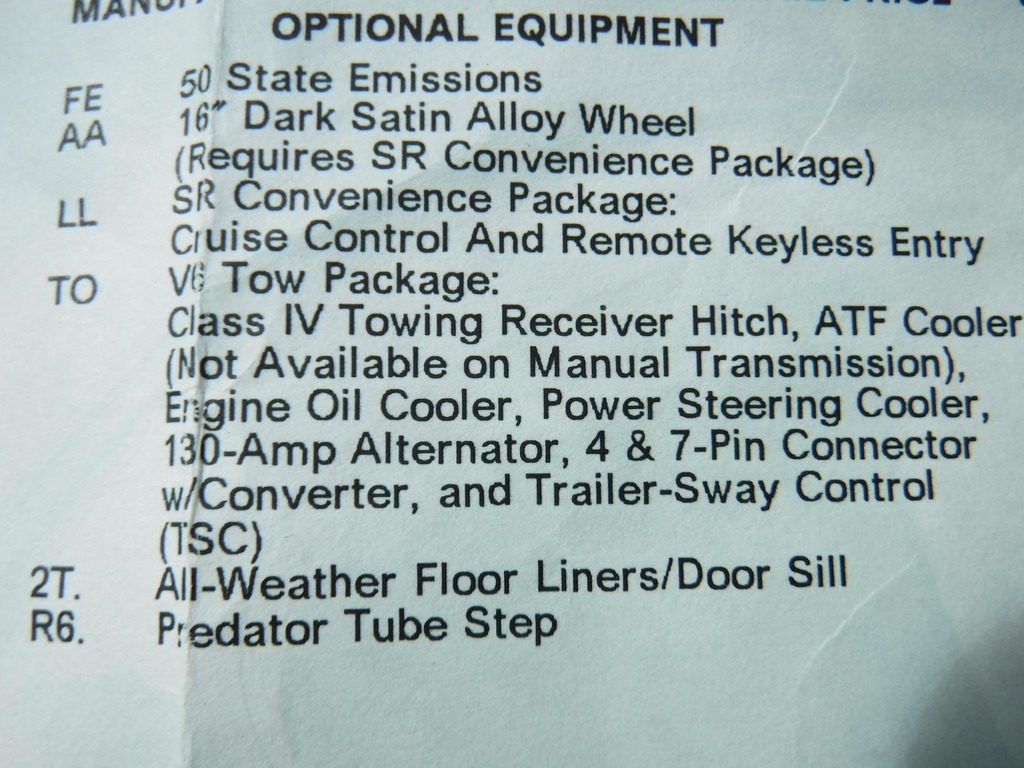 OPTIONAL EQUIPMENT
FE 50 State Emissions
AA 16" Dark Satin Alloy Wheel
(Requires SR Convenience Package)
LL SR Convenience Package:
Cruise Control And Remote Keyless Entry
TO V6 Tow Package:
Class IV Towing Receiver Hitch, ATF Cooler
(Not Available on Manual Transmission),
Engine Oil Cooler, Power Steering Cooler,
130-Amp Alternator, 4 & 7-Pin Connector
w/Converter, and Trailer-Sway Control
(TSC)
2T. All-Weather Floor Liners/Door Sill
R6. Predator Tube Step